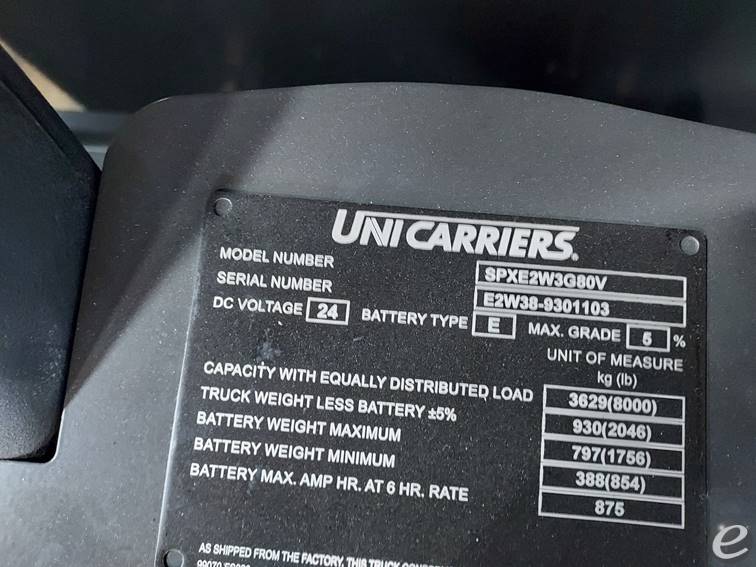 UNICARRIERS.
MODEL NUMBER SPXE2W3G80V
SERIAL NUMBER E2W38-9301103
DC VOLTAGE 24 BATTERY TYPE E MAX. GRADE 5 %
UNIT OF MEASURE
kg (lb)
CAPACITY WITH EQUALLY DISTRIBUTED LOAD 3629(8000)
TRUCK WEIGHT LESS BATTERY ±5% 930(2046)
BATTERY WEIGHT MAXIMUM 797(1756)
BATTERY WEIGHT MINIMUM 388(854)
BATTERY MAX. AMP HR. AT 6 HR. RATE 875
AS SHIPPED FROM THE FACTORY, THIS TRUCK
e